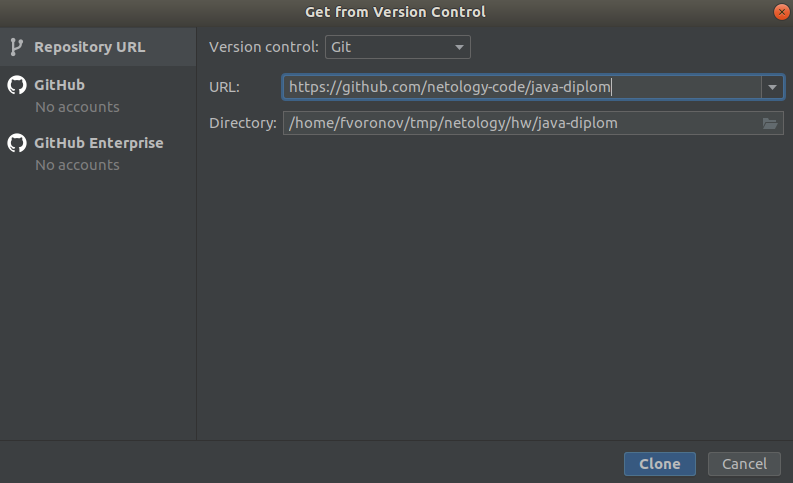 Get from Version Control
Repository URL
GitHub
No accounts
GitHub Enterprise
No accounts
Version control: Git
URL: https://github.com/netology-code/java-diplom
Directory: /home/fvoronov/tmp/netology/hw/java-diplom
Clone Cancel